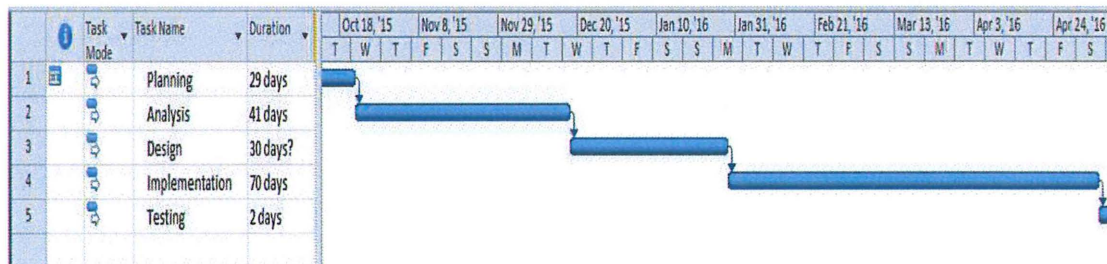 Task Mode Task Name Duration Oct 18, '15 Nov 8, '15 Nov 29, '15 Dec 20, '15 Jan 10, '16 Jan 31, '16 Feb 21, '16 Mar 13, '16 Apr 3, '16 Apr 24, '16
T W T F S S M T W T F S S M T W T F S S M T W T F S
1 Planning 29 days
2 Analysis 41 days
3 Design 30 days?
4 Implementation 70 days
5 Testing 2 days